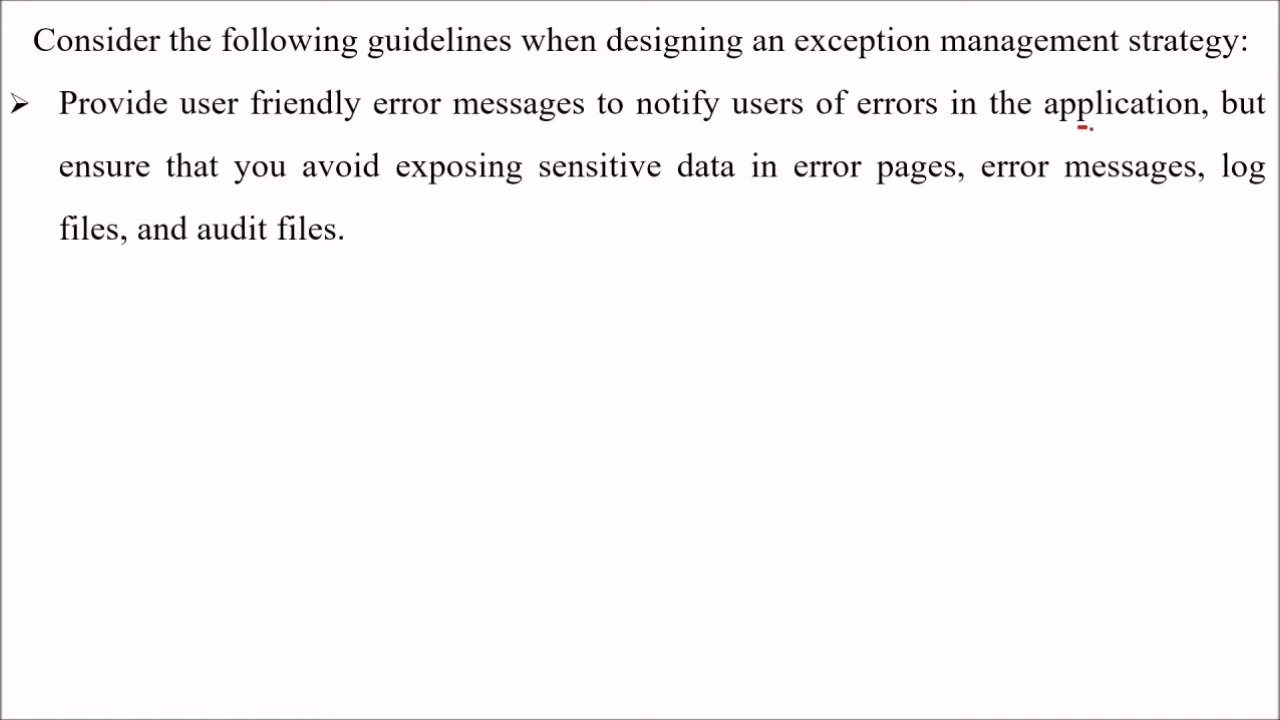 Consider the following guidelines when designing an exception management strategy:
➢ Provide user friendly error messages to notify users of errors in the application, but
ensure that you avoid exposing sensitive data in error pages, error messages, log
files, and audit files.